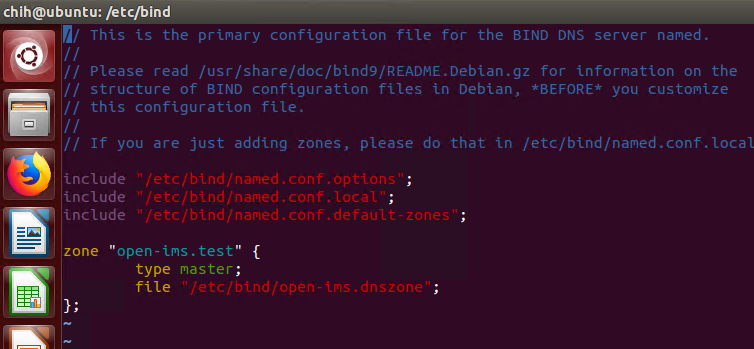 chih@ubuntu: /etc/bind
// This is the primary configuration file for the BIND DNS server named.
//
// Please read /usr/share/doc/bind9/README.Debian.gz for information on the
// structure of BIND configuration files in Debian, *BEFORE* you customize
// this configuration file.
//
// If you are just adding zones, please do that in /etc/bind/named.conf.local
include "/etc/bind/named.conf.options";
include "/etc/bind/named.conf.local";
include "/etc/bind/named.conf.default-zones";
zone "open-ims.test" {
        type master;
        file "/etc/bind/open-ims.dnszone";
};
~
~